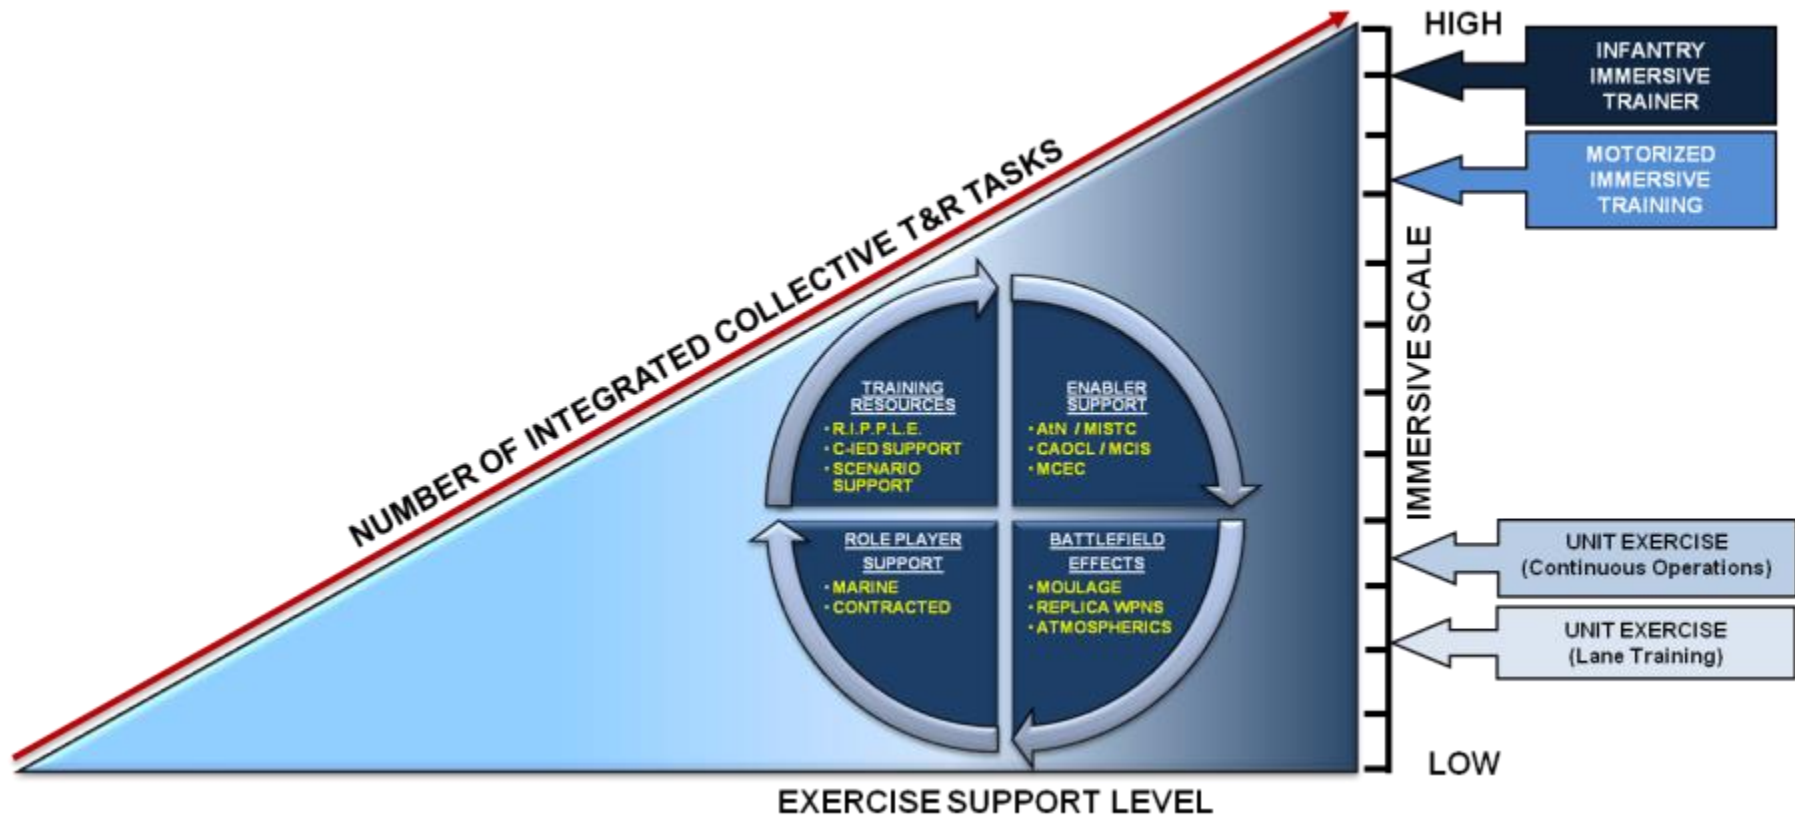 HIGH
INFANTRY
IMMERSIVE
TRAINER
MOTORIZED
IMMERSIVE
TRAINING
NUMBER OF INTEGRATED COLLECTIVE T&R TASKS
IMMERSIVE SCALE
TRAINING
RESOURCES
• R.I.P.P.L.E.
• C-IED SUPPORT
• SCENARIO
SUPPORT
ENABLER
SUPPORT
• AtN / MISTC
• CAOCL / MCIS
• MCEC
ROLE PLAYER
SUPPORT
• MARINE
• CONTRACTED
BATTLEFIELD
EFFECTS
• MOULAGE
• REPLICA WPNS
• ATMOSPHERICS
UNIT EXERCISE
(Continuous Operations)
UNIT EXERCISE
(Lane Training)
LOW
EXERCISE SUPPORT LEVEL